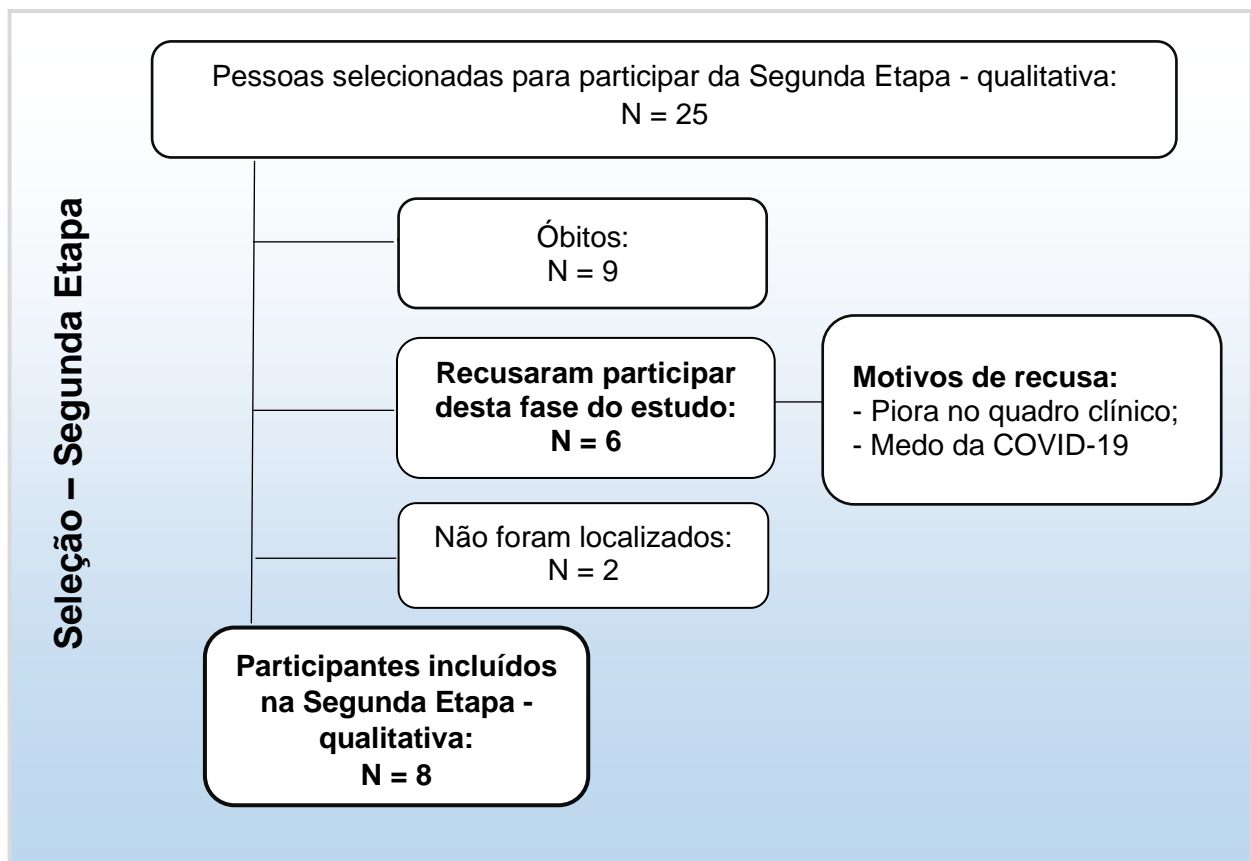 Pessoas selecionadas para participar da Segunda Etapa - qualitativa:
N = 25
Seleção – Segunda Etapa
Óbitos:
N = 9
Recusaram participar
desta fase do estudo:
N = 6
Motivos de recusa:
- Piora no quadro clínico;
- Medo da COVID-19
Não foram localizados:
N = 2
Participantes incluídos
na Segunda Etapa -
qualitativa:
N = 8